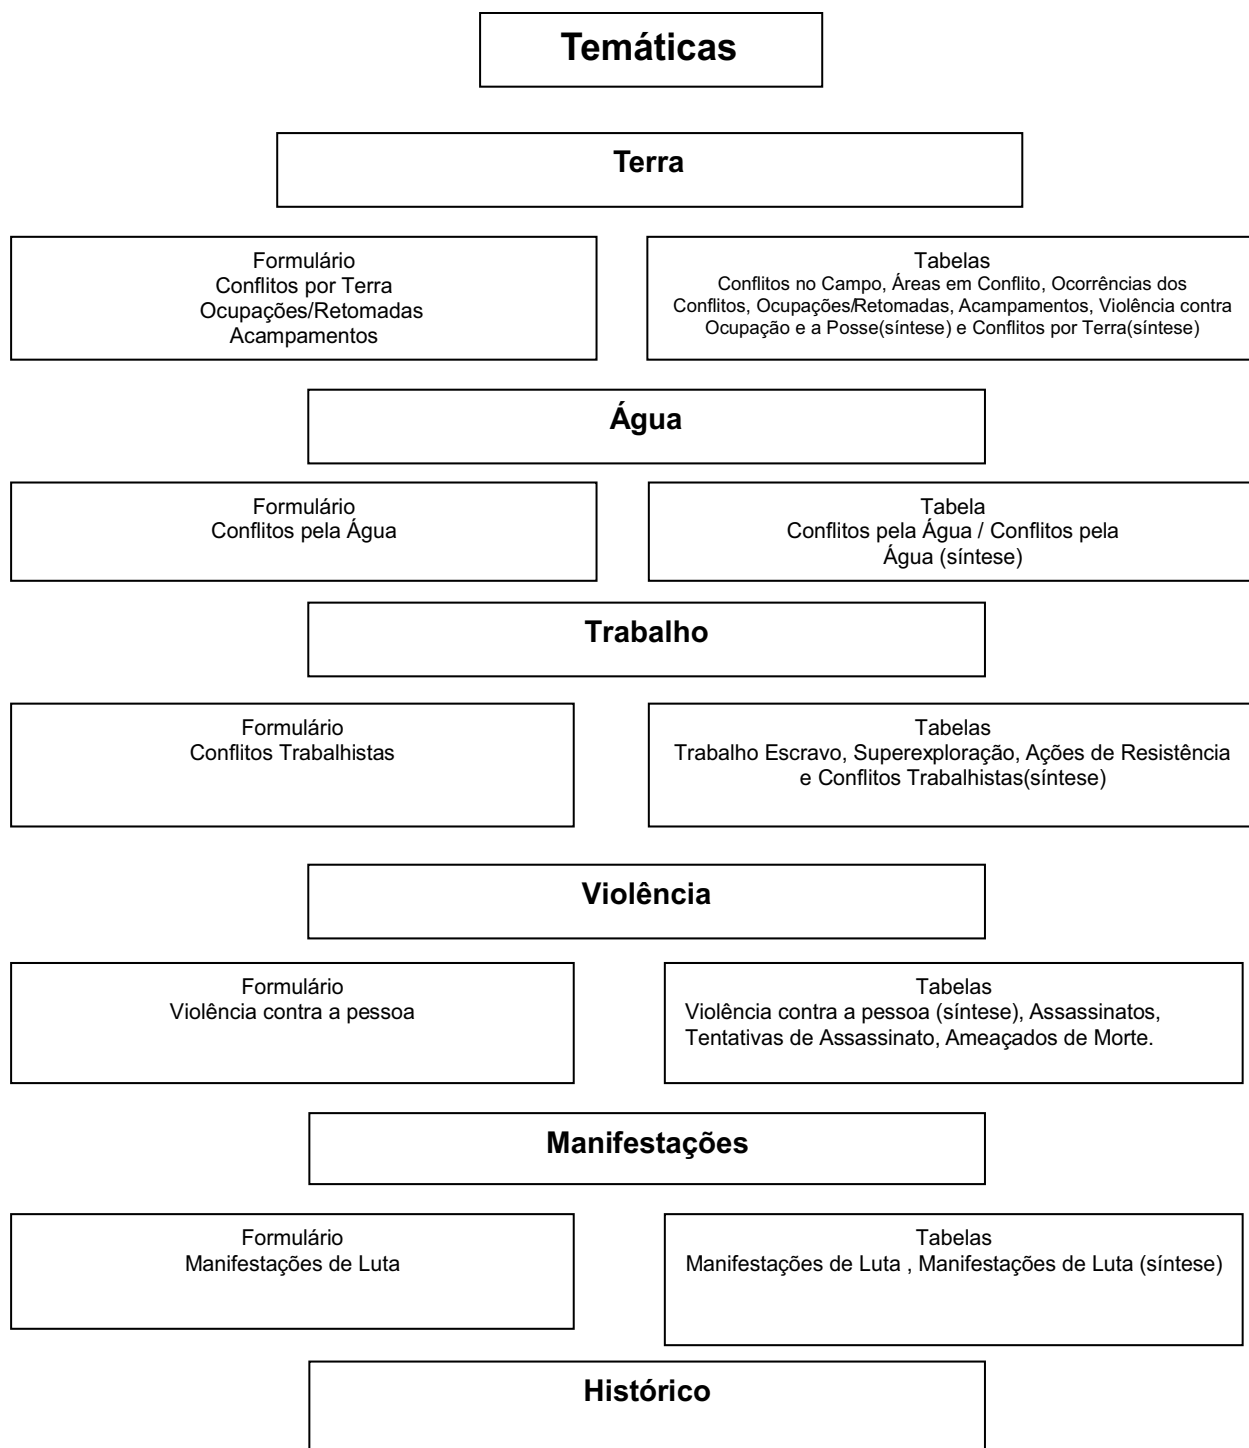 Temáticas
Terra
Formulário
Conflitos por Terra
Ocupações/Retomadas
Acampamentos
Tabelas
Conflitos no Campo, Áreas em Conflito, Ocorrências dos
Conflitos, Ocupações/Retomadas, Acampamentos, Violência contra
Ocupação e a Posse(síntese) e Conflitos por Terra(síntese)
Água
Formulário
Conflitos pela Água
Tabela
Conflitos pela Água / Conflitos pela
Água (síntese)
Trabalho
Formulário
Conflitos Trabalhistas
Tabelas
Trabalho Escravo, Superexploração, Ações de Resistência
e Conflitos Trabalhistas(síntese)
Violência
Formulário
Violência contra a pessoa
Tabelas
Violência contra a pessoa (síntese), Assassinatos,
Tentativas de Assassinato, Ameaçados de Morte.
Manifestações
Formulário
Manifestações de Luta
Tabelas
Manifestações de Luta , Manifestações de Luta (síntese)
Histórico